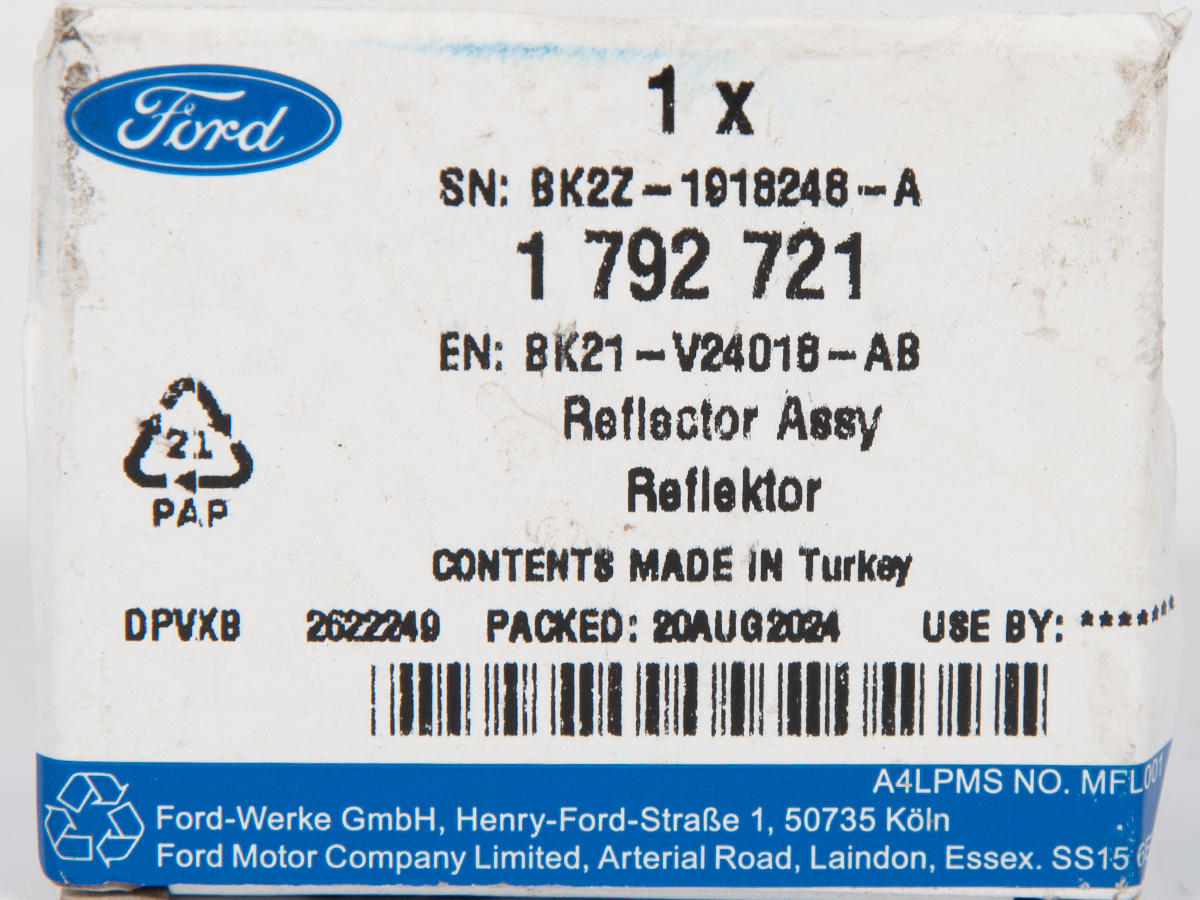 Ford
1 x
SN: BK2Z-1918248-A
1 792 721
EN: BK21-V24018-AB
Reflector Assy
21
Reflektor
PAP
CONTENTS MADE IN Turkey
DPVXB 2622249 PACKED: 20AUG2024 USE BY: *******
A4LPMS NO. MFL001
Ford-Werke GmbH, Henry-Ford-Straße 1, 50735 Köln
Ford Motor Company Limited, Arterial Road, Laindon, Essex. SS15